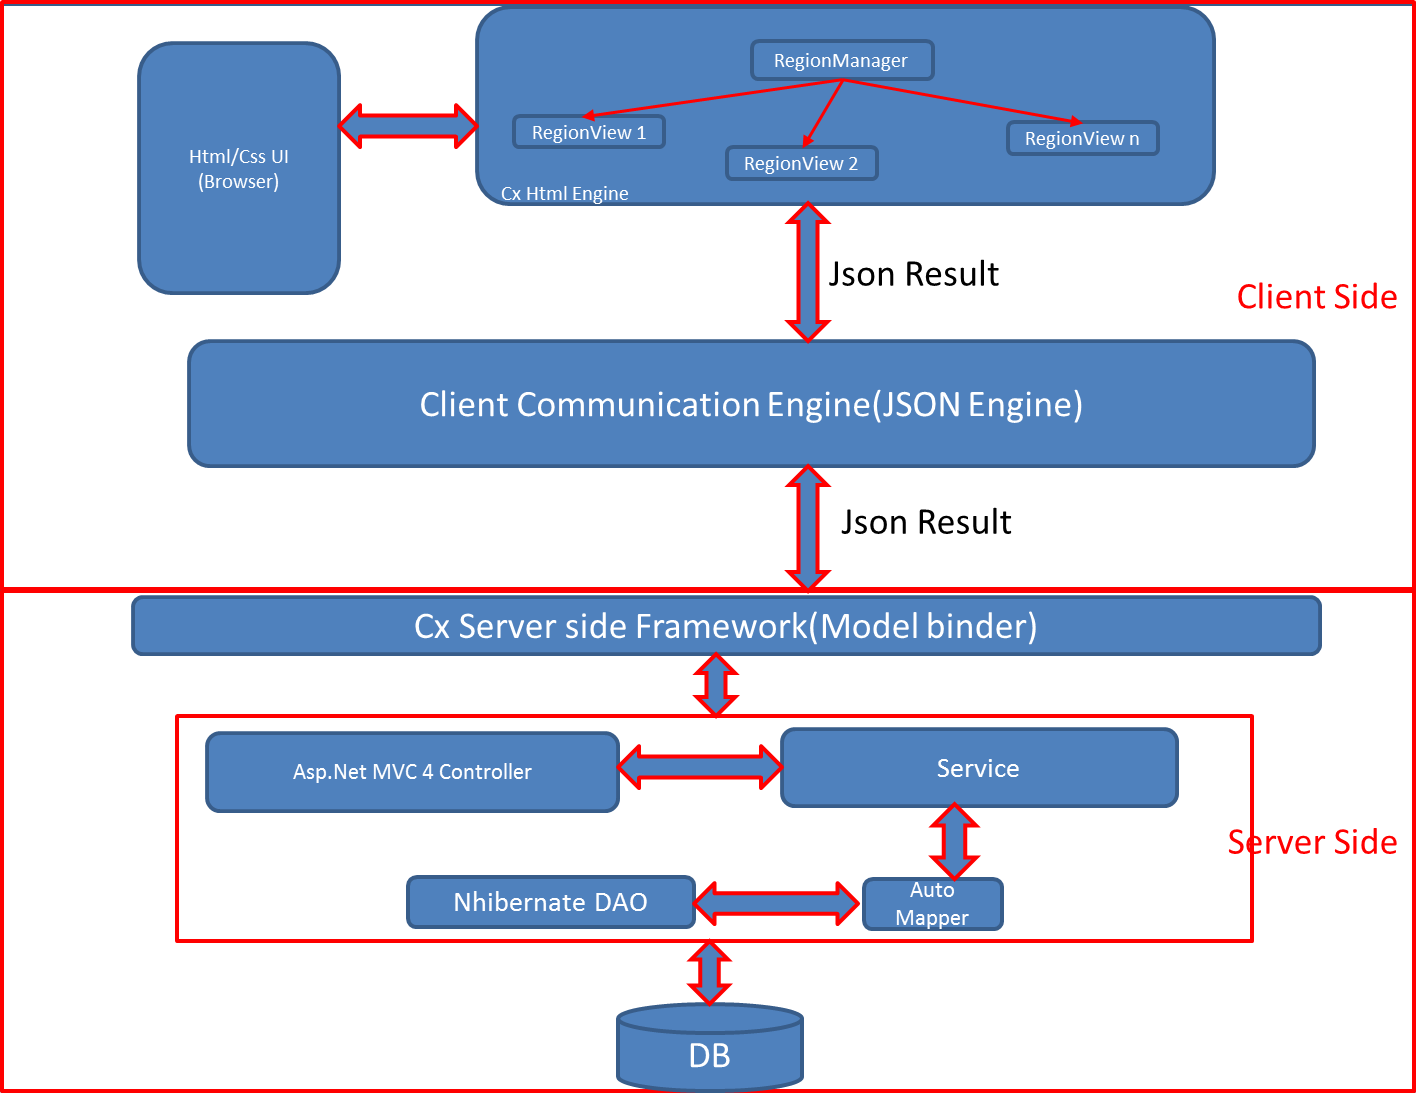 RegionManager
RegionView 1
RegionView n
RegionView 2
Html/Css UI
(Browser)
Cx Html Engine
Json Result
Client Side
Client Communication Engine(JSON Engine)
Json Result
Cx Server side Framework(Model binder)
Asp.Net MVC 4 Controller
Service
Server Side
Nhibernate DAO
Auto
Mapper
DB